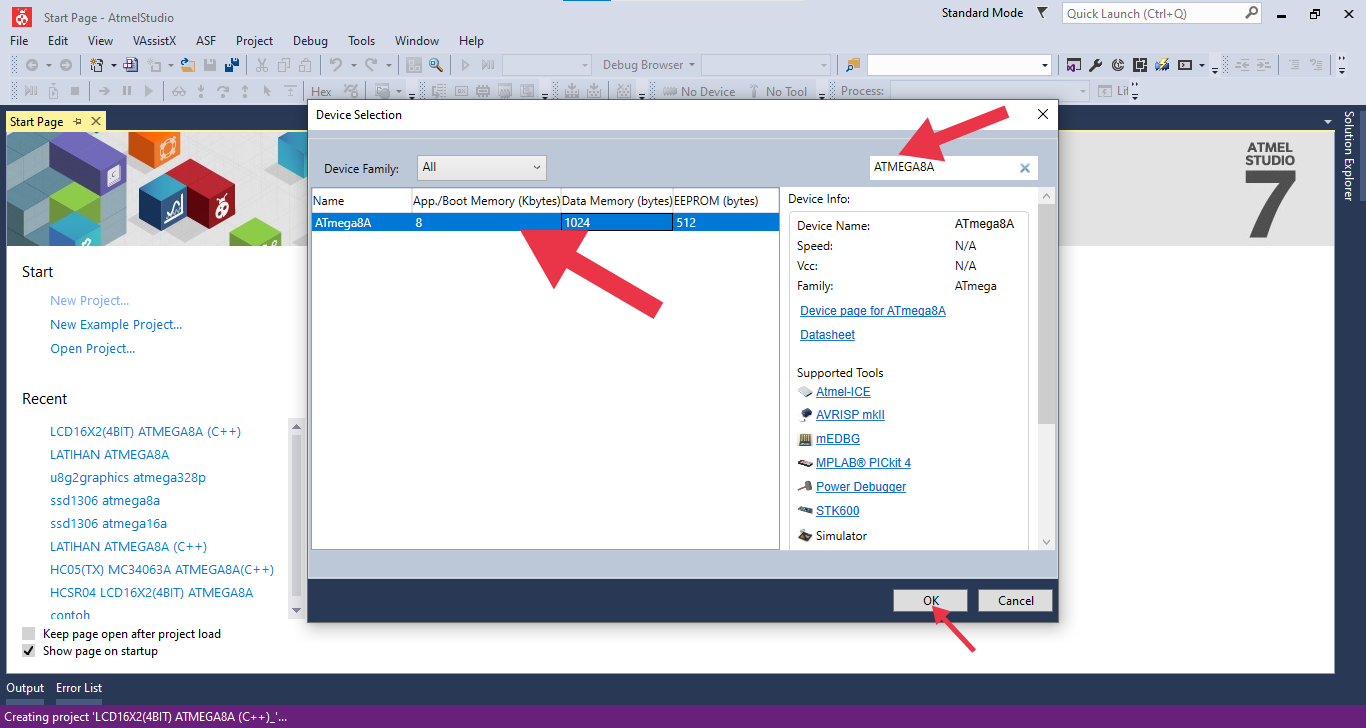 Start Page - AtmelStudio
Standard Mode
Quick Launch (Ctrl+Q)
File Edit View VAssistX ASF Project Debug Tools Window Help
Debug Browser
Hex
No Device
No Tool
Process:
Start Page
Solution Explorer
ATMEL
STUDIO
7
Start
New Project...
New Example Project...
Open Project...
Recent
LCD16X2(4BIT) ATMEGA8A (C++)
LATIHAN ATMEGA8A
u8g2graphics atmega328p
ssd1306 atmega8a
ssd1306 atmega16a
LATIHAN ATMEGA8A (C++)
HC05(TX) MC34063A ATMEGA8A(C++)
HCSR04 LCD16X2(4BIT) ATMEGA8A
contoh
Keep page open after project load
Show page on startup
Device Selection
Device Family: All
ATMEGA8A
Name App./Boot Memory (Kbytes) Data Memory (bytes) EEPROM (bytes)
ATmega8A 8 1024 512
Device Info:
Device Name: ATmega8A
Speed: N/A
Vcc: N/A
Family: ATmega
Device page for ATmega8A
Datasheet
Supported Tools
Atmel-ICE
AVRISP mkII
mEDBG
MPLAB® PICkit 4
Power Debugger
STK600
Simulator
OK Cancel
Output Error List
Creating project 'LCD16X2(4BIT) ATMEGA8A (C++)_'...